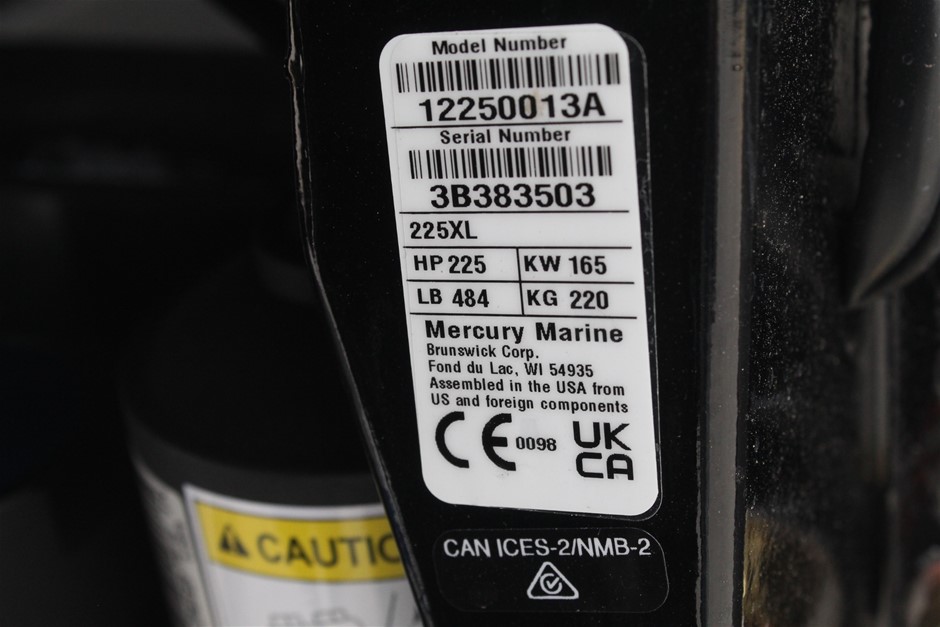 Model Number
12250013A
Serial Number
3B383503
225XL
HP 225 KW 165
LB 484 KG 220
Mercury Marine
Brunswick Corp.
Fond du Lac, WI 54935
Assembled in the USA from
US and foreign components
CE 0098 UK
CA
CAN ICES-2/NMB-2
CAUTIO